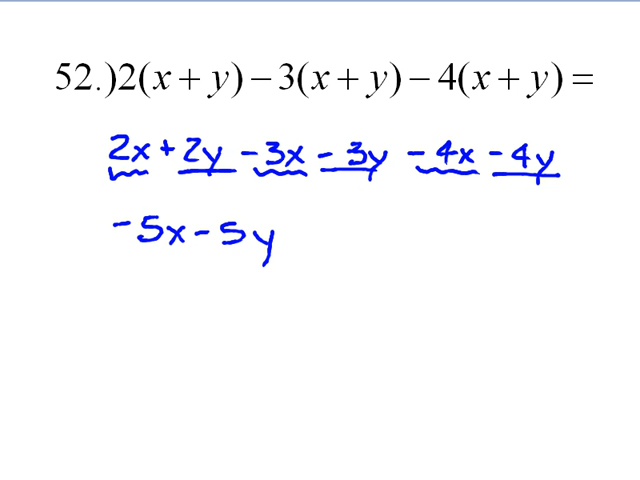 52.)2(x + y) − 3(x + y) − 4(x + y) =
2x + 2y - 3x - 3y - 4x - 4y
-5x - 5y